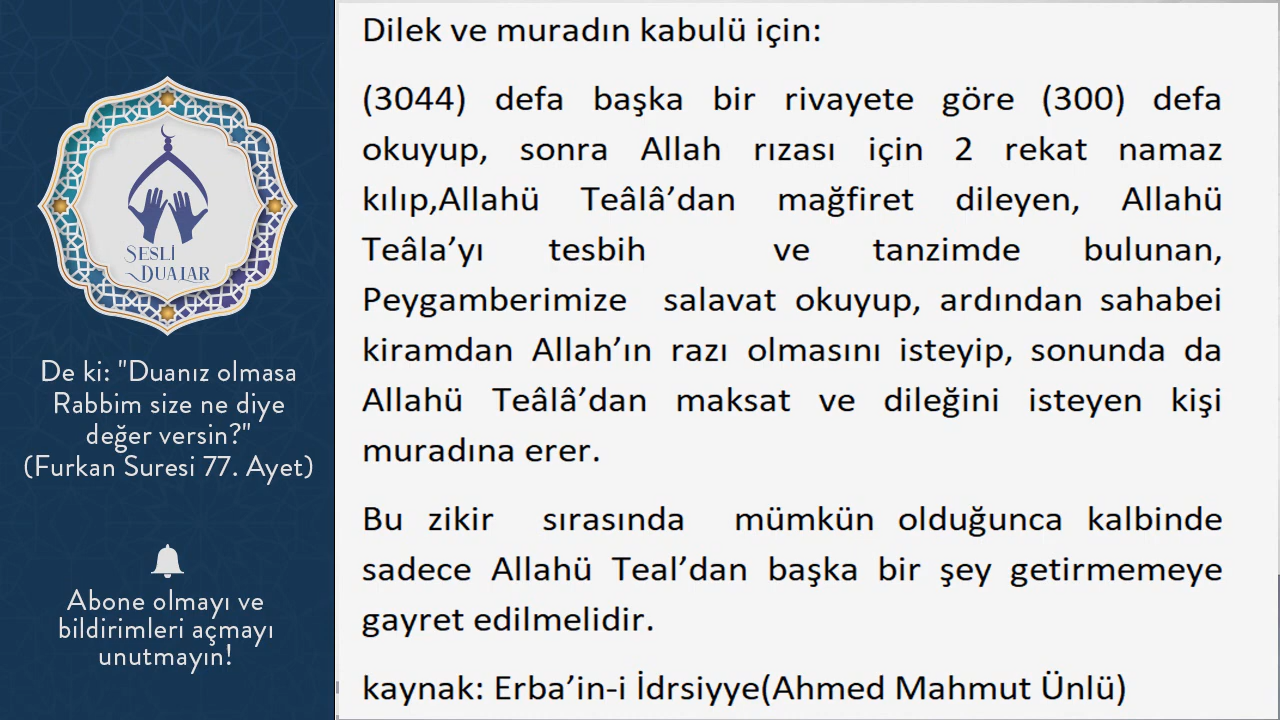 SESLİ
DUALAR
De ki: "Duanız olmasa
Rabbim size ne diye
değer versin?"
(Furkan Suresi 77. Ayet)
Abone olmayı ve
bildirimleri açmayı
unutmayın!
Dilek ve muradın kabulü için:
(3044) defa başka bir rivayete göre (300) defa
okuyup, sonra Allah rızası için 2 rekat namaz
kılıp,Allahü Teâlâ’dan mağfiret dileyen, Allahü
Teâla’yı tesbih ve tanzimde bulunan,
Peygamberimize salavat okuyup, ardından sahabei
kiramdan Allah’ın razı olmasını isteyip, sonunda da
Allahü Teâlâ’dan maksat ve dileğini isteyen kişi
muradına erer.
Bu zikir sırasında mümkün olduğunca kalbinde
sadece Allahü Teal’dan başka bir şey getirmemeye
gayret edilmelidir.
kaynak: Erba’in-i İdrsiyye(Ahmed Mahmut Ünlü)